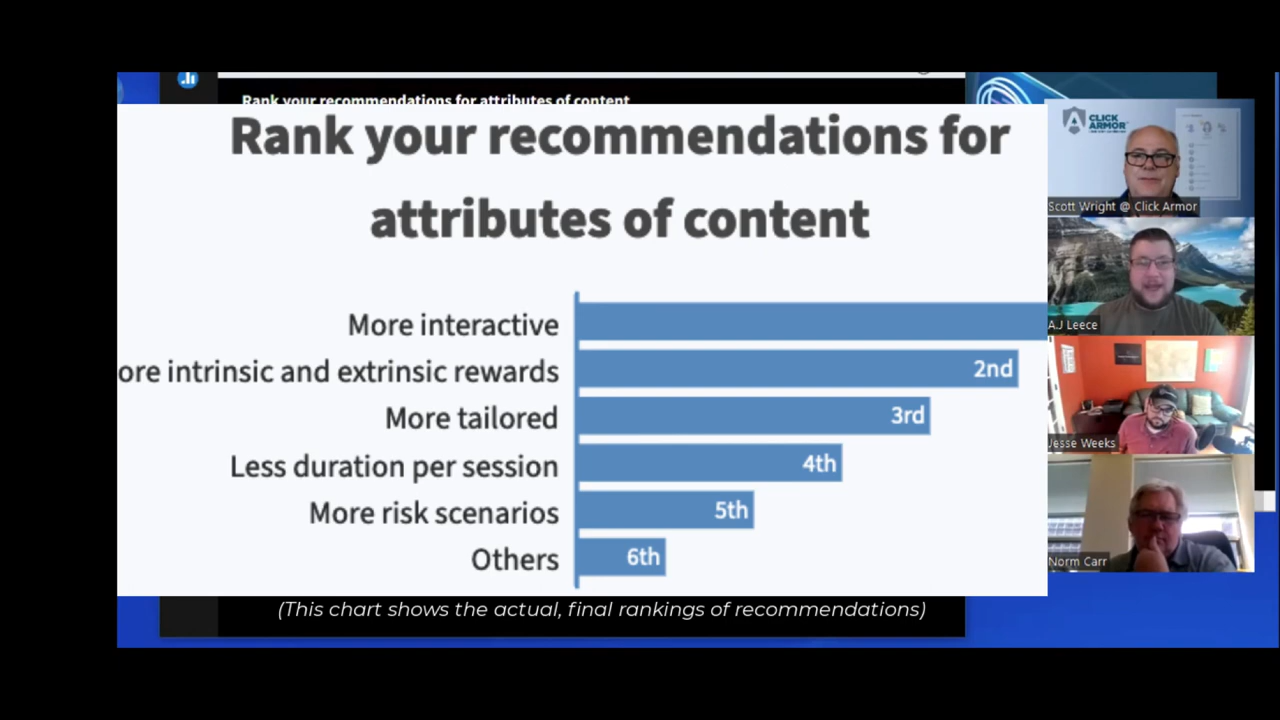 Rank your recommendations for attributes of content
Rank your recommendations for
attributes of content
More interactive
ore intrinsic and extrinsic rewards
2nd
More tailored
3rd
Less duration per session
4th
More risk scenarios
5th
Others
6th
(This chart shows the actual, final rankings of recommendations)
CLICK
ARMOR
Scott Wright @ Click Armor
AJ Leece
Jesse Weeks
Norm Carr